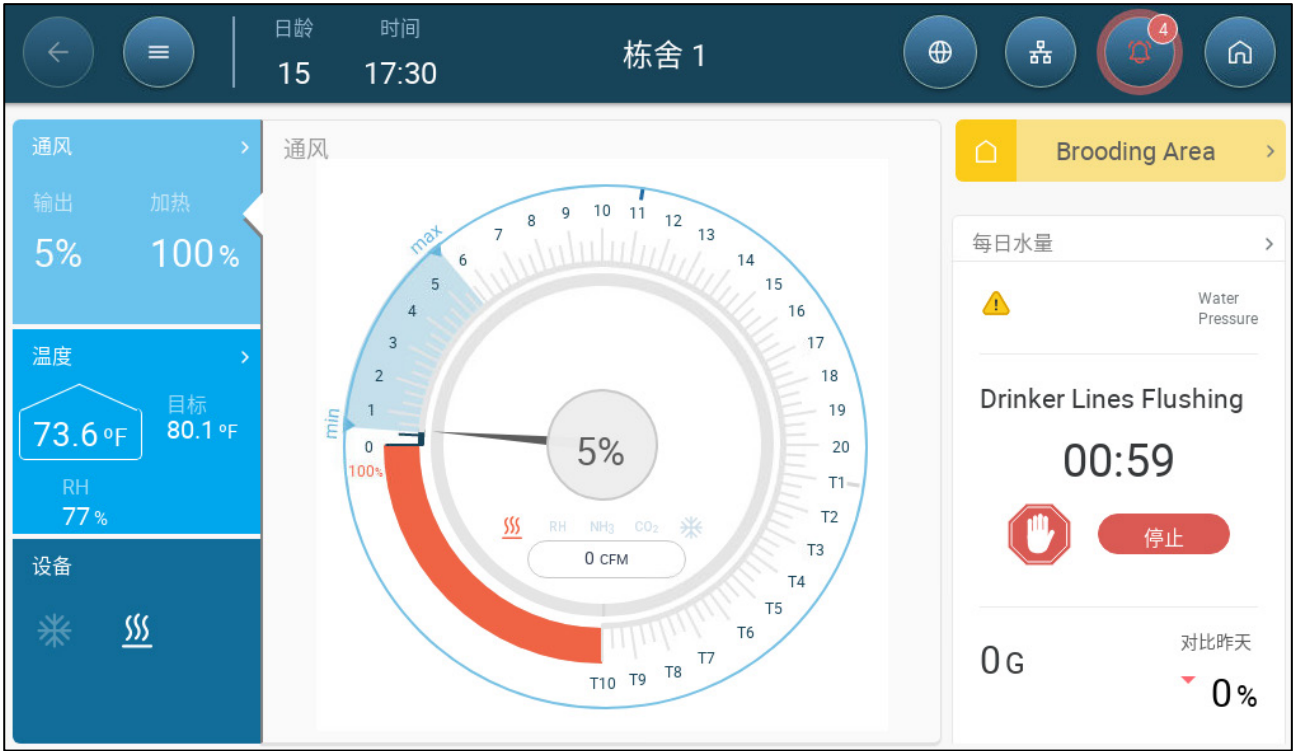 日龄 时间
15 17:30
栋舍 1
4
通风
输出 加热
5% 100%
温度
73.6 ºF
目标
80.1 ºF
RH
77 %
设备
通风
min
max
0
1
2
3
4
5
6
7
8
9
10
11
12
13
14
15
16
17
18
19
20
T1
T2
T3
T4
T5
T6
T7
T8
T9
T10
100%
5%
RH NH3 CO2
0 CFM
Brooding Area
每日水量
Water
Pressure
Drinker Lines Flushing
00:59
停止
0 G
对比昨天
0 %